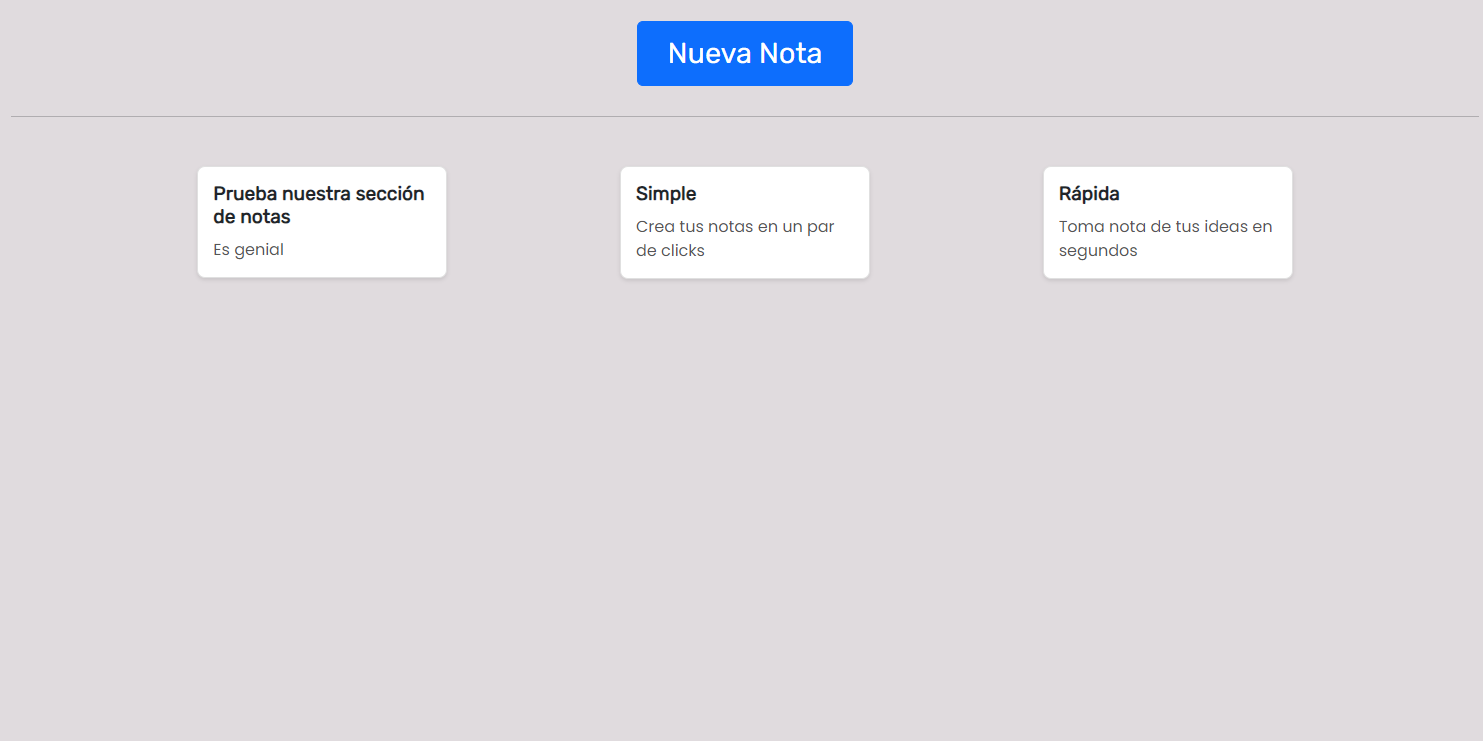 Nueva Nota
Prueba nuestra sección
de notas
Es genial
Simple
Crea tus notas en un par
de clicks
Rápida
Toma nota de tus ideas en
segundos